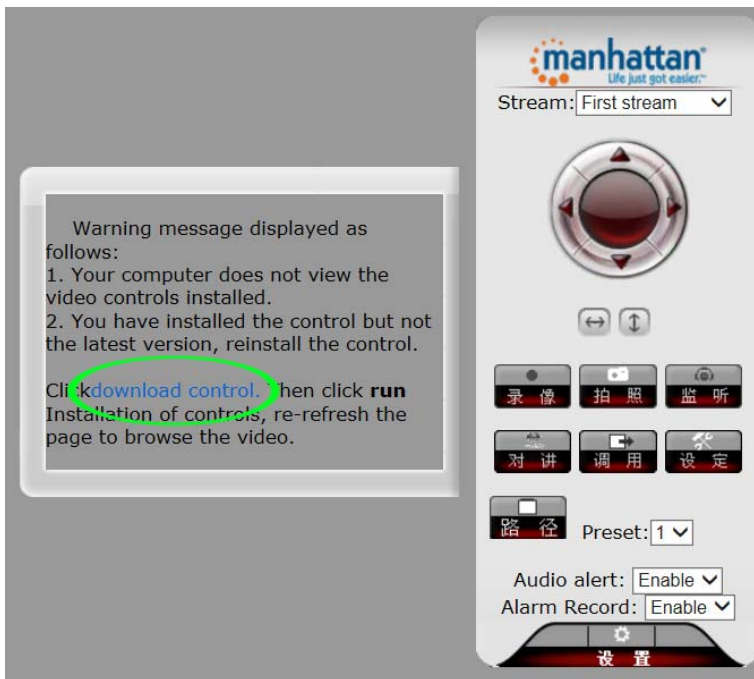 Warning message displayed as
follows:
1. Your computer does not view the
video controls installed.
2. You have installed the control but not
the latest version, reinstall the control.
Click download control. Then click run
Installation of controls, re-refresh the
page to browse the video.
manhattan
Life just got easier.™
Stream: First stream
录 像
拍 照
监 听
对 讲
调 用
设 定
路 径
Preset: 1
Audio alert: Enable
Alarm Record: Enable
设 置